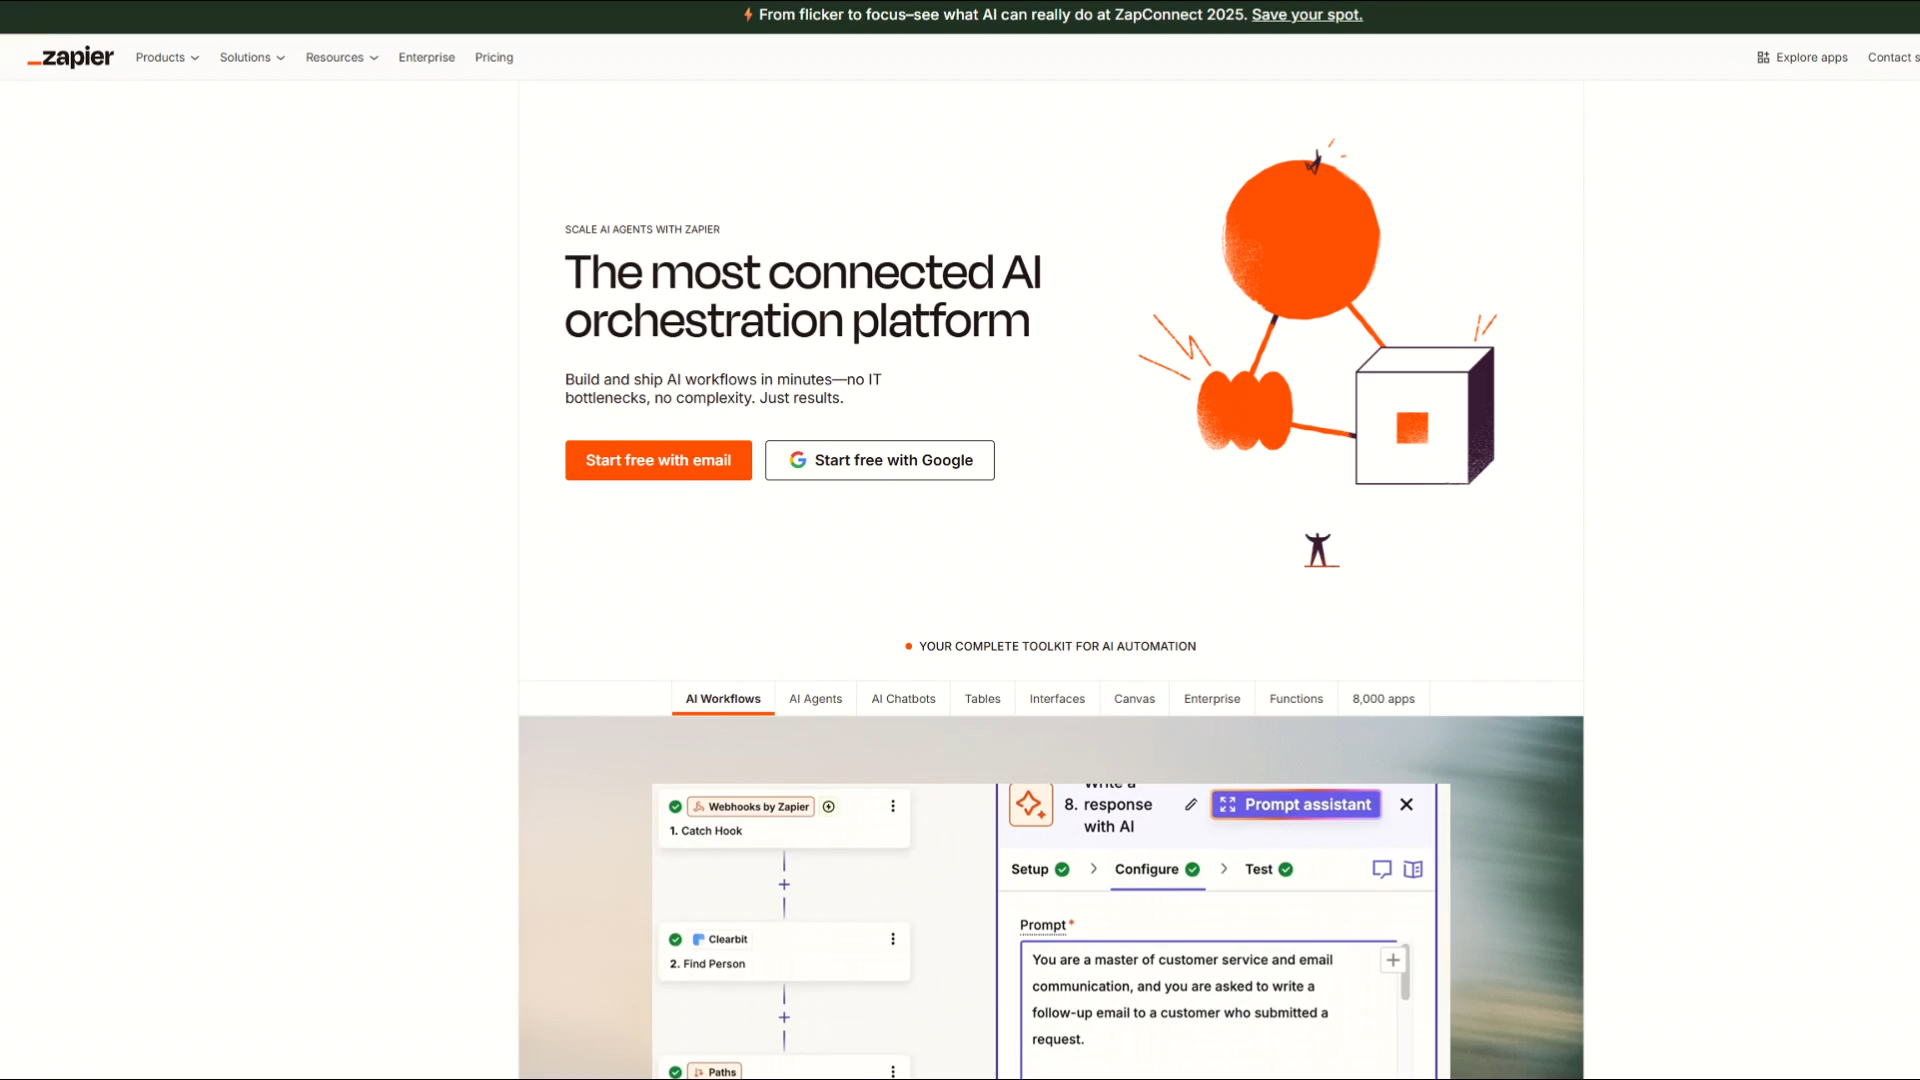 From flicker to focus–see what AI can really do at ZapConnect 2025. Save your spot.
zapier
Products
Solutions
Resources
Enterprise
Pricing
Explore apps
Contact s
SCALE AI AGENTS WITH ZAPIER
The most connected AI
orchestration platform
Build and ship AI workflows in minutes—no IT
bottlenecks, no complexity. Just results.
Start free with email
Start free with Google
YOUR COMPLETE TOOLKIT FOR AI AUTOMATION
AI Workflows
AI Agents
AI Chatbots
Tables
Interfaces
Canvas
Enterprise
Functions
8,000 apps
Webhooks by Zapier
1. Catch Hook
Clearbit
2. Find Person
Paths
Write a
8. response
with AI
Prompt assistant
Setup
Configure
Test
Prompt *
You are a master of customer service and email
communication, and you are asked to write a
follow-up email to a customer who submitted a
request.